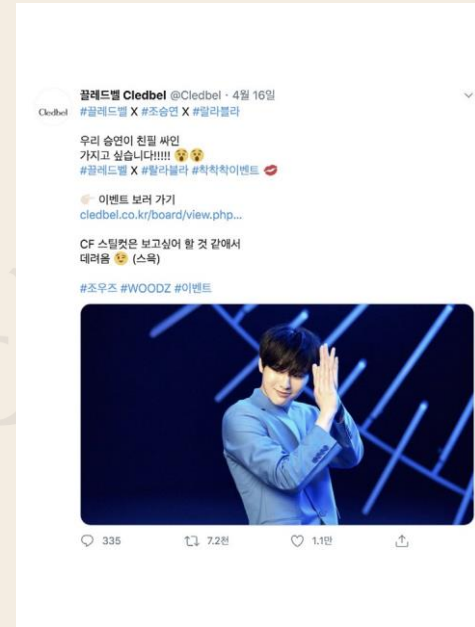 Cledbel
끌레드벨 Cledbel @Cledbel · 4월 16일
#끌레드벨 X #조승연 X #랄라블라
우리 승연이 친필 싸인
가지고 싶습니다!!!!! 😵😵
#끌레드벨 X #랄라블라 #착착착이벤트 💋
👉🏻 이벤트 보러 가기
cledbel.co.kr/board/view.php...
CF 스틸컷은 보고싶어 할 것 같애서
데려옴 😉 (스윽)
#조우즈 #WOODZ #이벤트
335 7.2천 1.1만